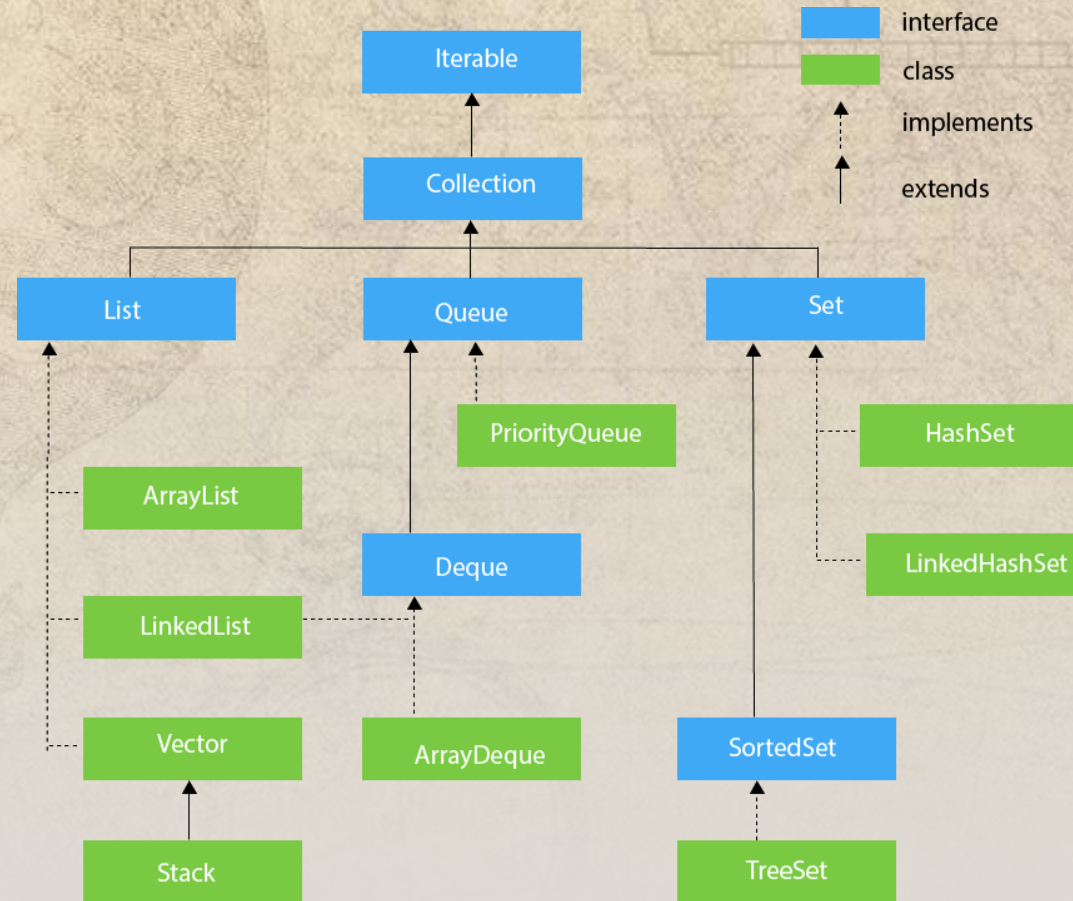 interface
Iterable
class
implements
Collection
extends
List
Queue
Set
PriorityQueue
HashSet
ArrayList
Deque
LinkedHashSet
LinkedList
Vector
ArrayDeque
SortedSet
Stack
TreeSet